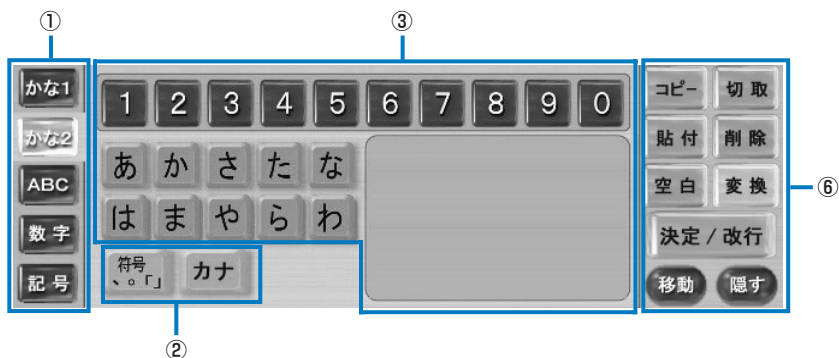 ①
③
かな1
かな2
ABC
数字
記号
1 2 3 4 5 6 7 8 9 0
あ か さ た な
は ま や ら わ
符号 、。「」
カナ
②
コピー 切取
貼付 削除
空白 変換
決定 / 改行
移動 隠す
⑥